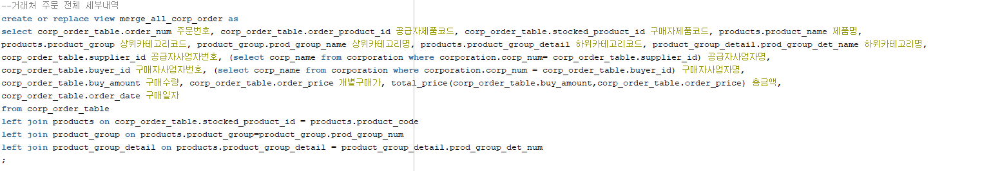 --거래처 주문 전체 세부내역
create or replace view merge_all_corp_order as
select corp_order_table.order_num 주문번호, corp_order_table.order_product_id 공급자제품코드, corp_order_table.stocked_product_id 구매자제품코드, products.product_name 제품명,
products.product_group 상위카테고리코드, product_group.prod_group_name 상위카테고리명, products.product_group_detail 하위카테고리코드, product_group_detail.prod_group_det_name 하위카테고리명,
corp_order_table.supplier_id 공급자사업자번호, (select corp_name from corporation where corporation.corp_num= corp_order_table.supplier_id) 공급자사업자명,
corp_order_table.buyer_id 구매자사업자번호, (select corp_name from corporation where corporation.corp_num = corp_order_table.buyer_id) 구매자사업자명,
corp_order_table.buy_amount 구매수량, corp_order_table.order_price 개별구매가, total_price(corp_order_table.buy_amount,corp_order_table.order_price) 총금액,
corp_order_table.order_date 구매일자
from corp_order_table
left join products on corp_order_table.stocked_product_id = products.product_code
left join product_group on products.product_group=product_group.prod_group_num
left join product_group_detail on products.product_group_detail = product_group_detail.prod_group_det_num
;